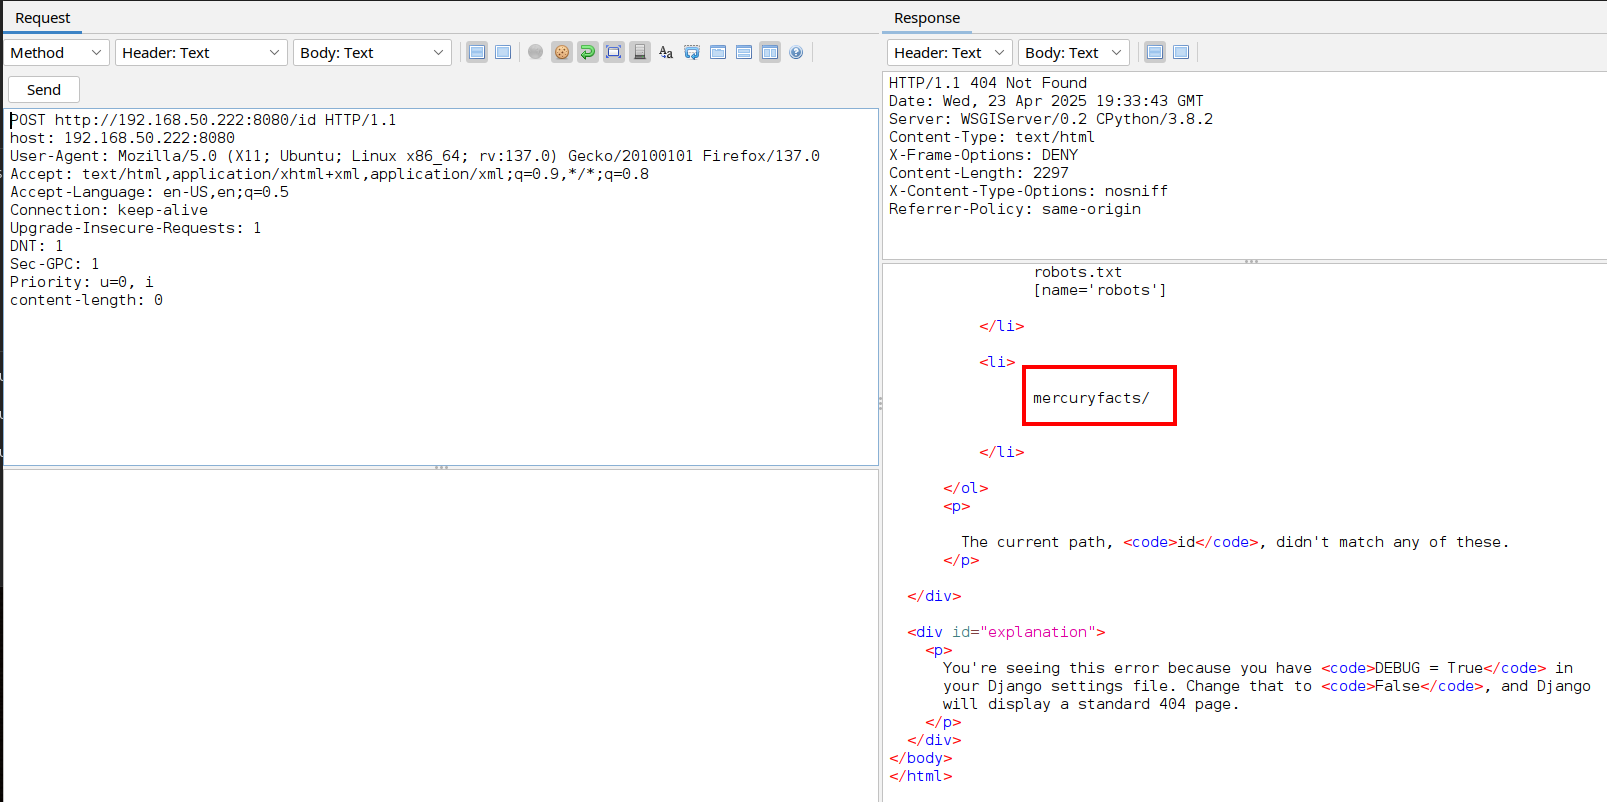 Request
Method
Header: Text
Body: Text
Send
POST http://192.168.50.222:8080/id HTTP/1.1
host: 192.168.50.222:8080
User-Agent: Mozilla/5.0 (X11; Ubuntu; Linux x86_64; rv:137.0) Gecko/20100101 Firefox/137.0
Accept: text/html,application/xhtml+xml,application/xml;q=0.9,*/*;q=0.8
Accept-Language: en-US,en;q=0.5
Connection: keep-alive
Upgrade-Insecure-Requests: 1
DNT: 1
Sec-GPC: 1
Priority: u=0, i
content-length: 0
Response
Header: Text
Body: Text
HTTP/1.1 404 Not Found
Date: Wed, 23 Apr 2025 19:33:43 GMT
Server: WSGIServer/0.2 CPython/3.8.2
Content-Type: text/html
X-Frame-Options: DENY
Content-Length: 2297
X-Content-Type-Options: nosniff
Referrer-Policy: same-origin
robots.txt
[name='robots']
</li>
<li>
mercuryfacts/
</li>
</ol>
<p>
The current path, <code>id</code>, didn't match any of these.
</p>
</div>
<div id="explanation">
<p>
You're seeing this error because you have <code>DEBUG = True</code> in
your Django settings file. Change that to <code>False</code>, and Django
will display a standard 404 page.
</p>
</div>
</body>
</html>